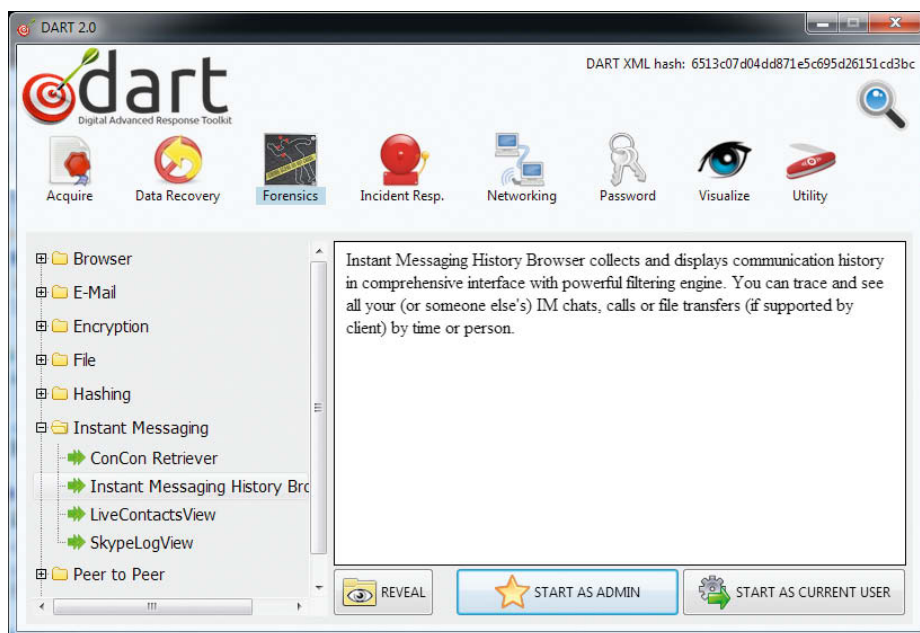 DART 2.0
dart
Digital Advanced Response Toolkit
DART XML hash: 6513c07d04dd871e5c695d26151cd3bc
Acquire
Data Recovery
Forensics
Incident Resp.
Networking
Password
Visualize
Utility
Browser
E-Mail
Encryption
File
Hashing
Instant Messaging
ConCon Retriever
Instant Messaging History Brc
LiveContactsView
SkypeLogView
Peer to Peer
Instant Messaging History Browser collects and displays communication history
in comprehensive interface with powerful filtering engine. You can trace and see
all your (or someone else's) IM chats, calls or file transfers (if supported by
client) by time or person.
REVEAL
START AS ADMIN
START AS CURRENT USER